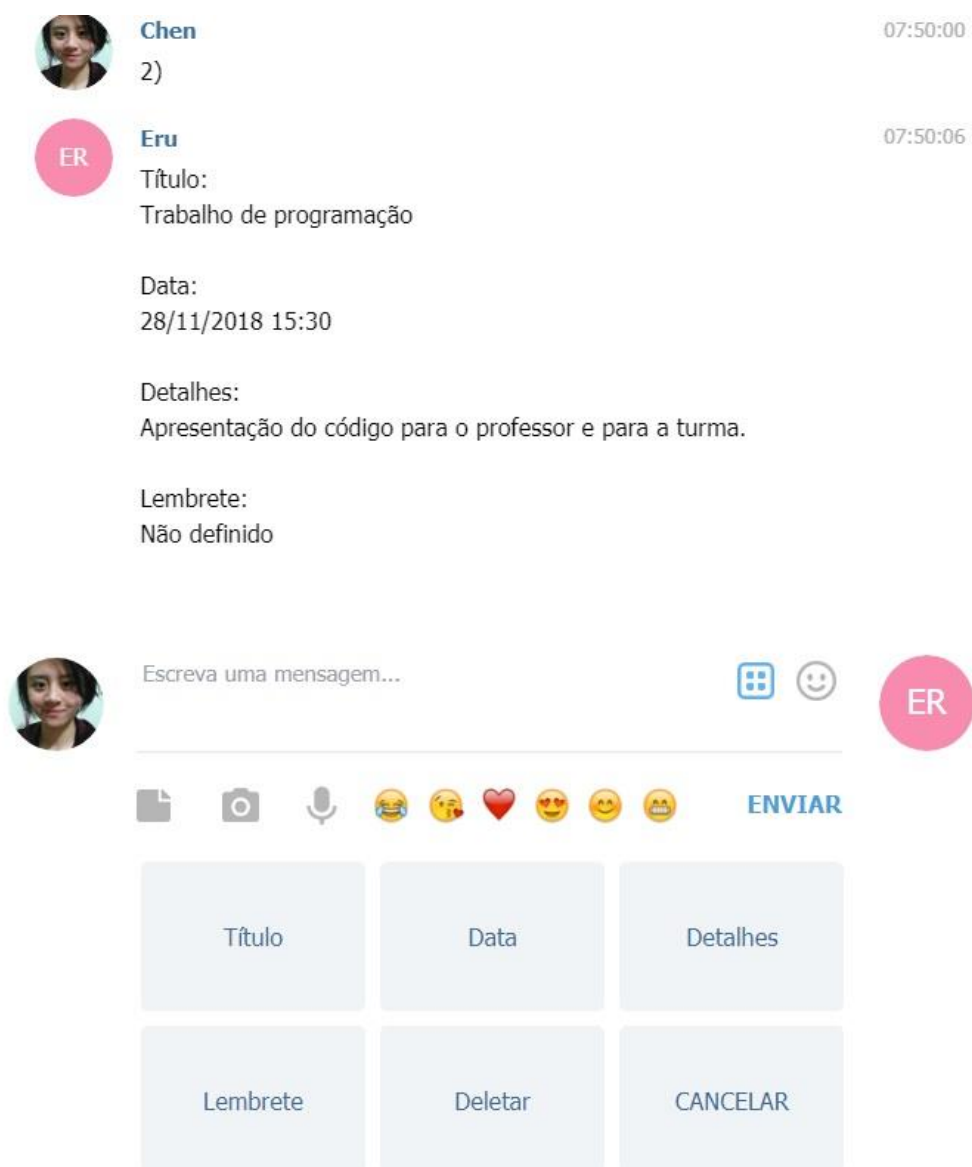 Chen 07:50:00
2)
ER
Eru 07:50:06
Título:
Trabalho de programação
Data:
28/11/2018 15:30
Detalhes:
Apresentação do código para o professor e para a turma.
Lembrete:
Não definido
Escreva uma mensagem...
ER
ENVIAR
Título Data Detalhes
Lembrete Deletar CANCELAR